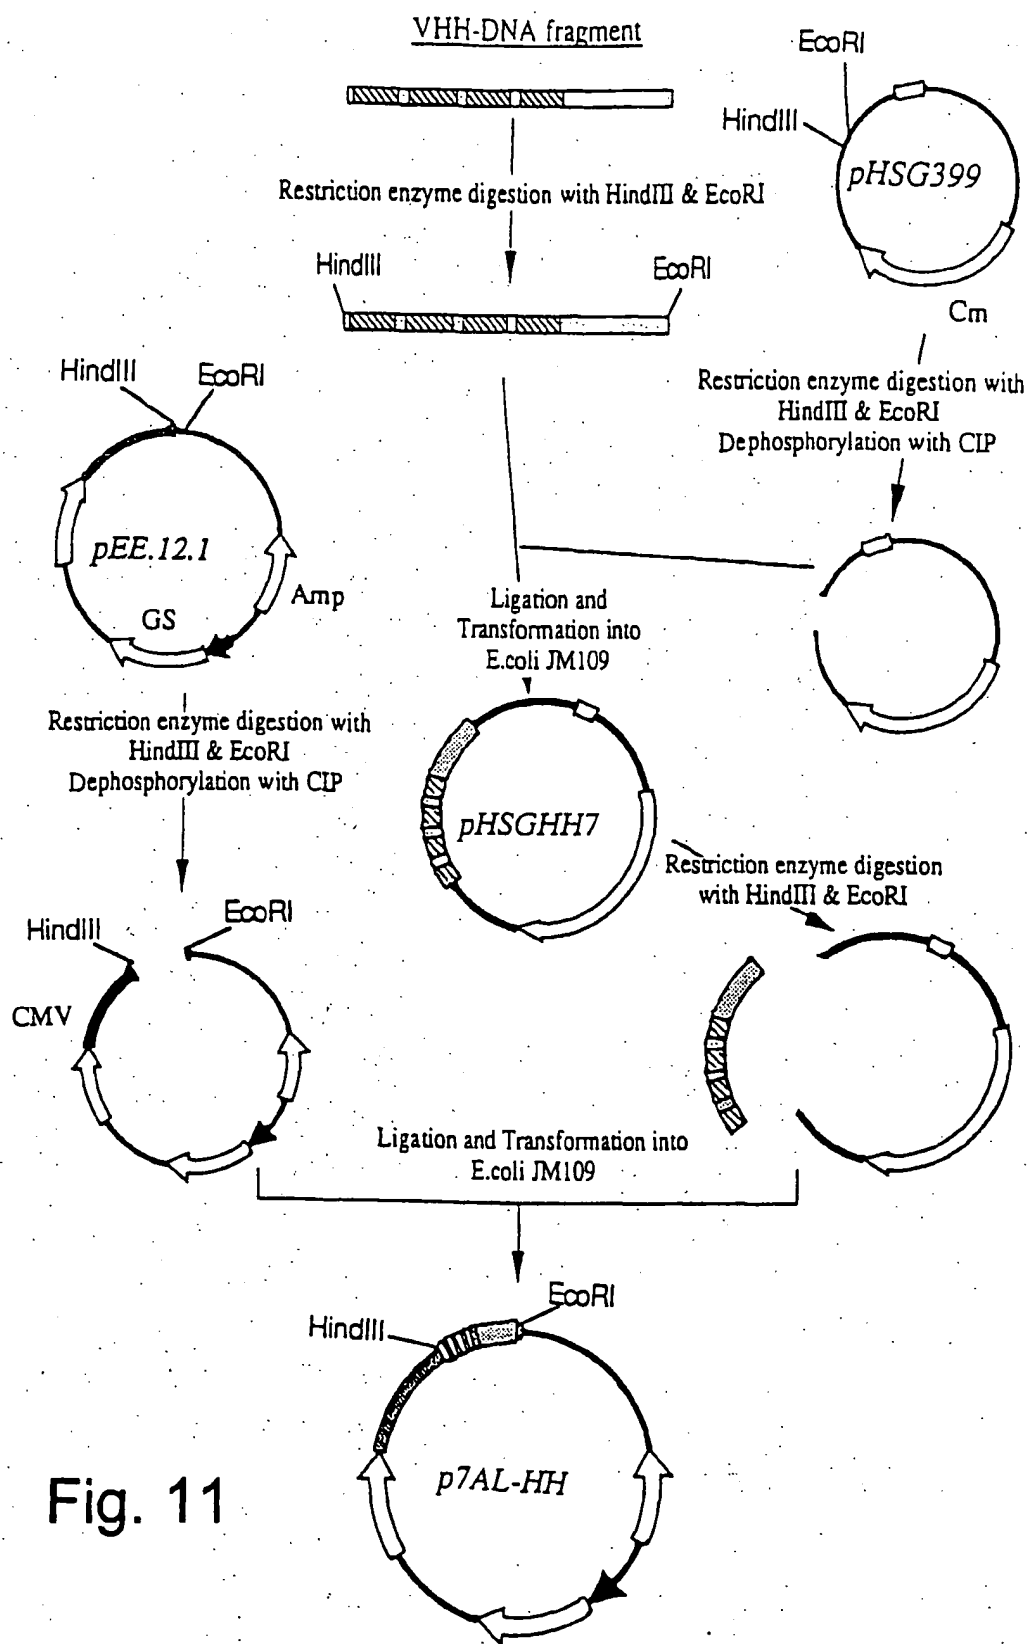 VHH-DNA fragment
EcoRI
HindIII
pHSG399
Cm
Restriction enzyme digestion with HindIII & EcoRI
HindIII
EcoRI
Restriction enzyme digestion with
HindIII & EcoRI
Dephosphorylation with CIP
HindIII
EcoRI
pEE.12.1
Amp
GS
Ligation and
Transformation into
E.coli JM109
Restriction enzyme digestion with
HindIII & EcoRI
Dephosphorylation with CIP
pHSGHH7
Restriction enzyme digestion
with HindIII & EcoRI
HindIII
EcoRI
CMV
Ligation and Transformation into
E.coli JM109
HindIII
EcoRI
p7AL-HH
Fig. 11